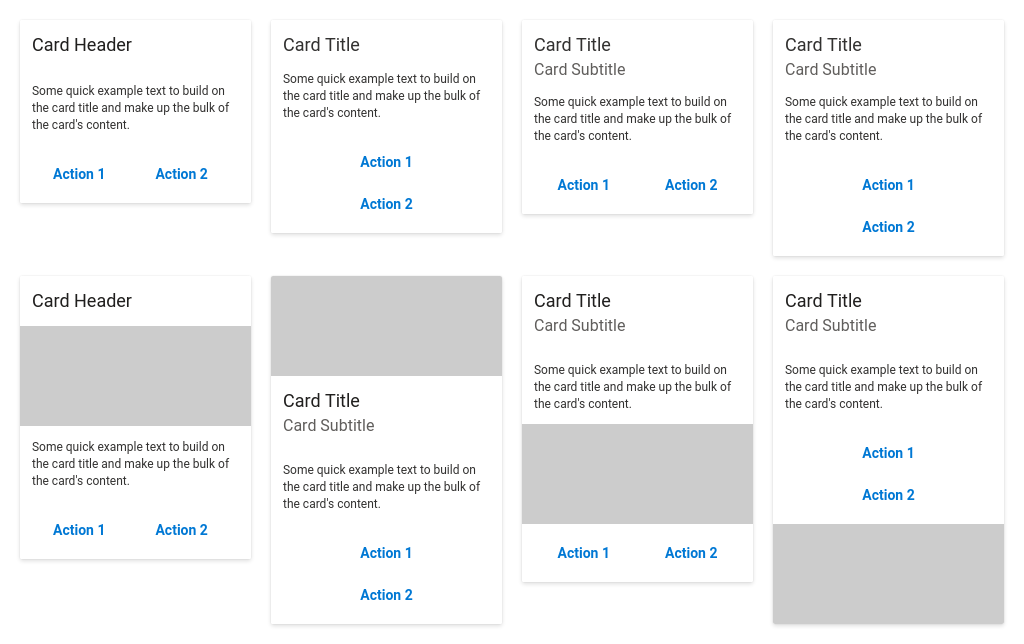 Card Header
Some quick example text to build on
the card title and make up the bulk of
the card's content.
Action 1 Action 2
Card Title
Some quick example text to build on
the card title and make up the bulk of
the card's content.
Action 1
Action 2
Card Title
Card Subtitle
Some quick example text to build on
the card title and make up the bulk of
the card's content.
Action 1 Action 2
Card Title
Card Subtitle
Some quick example text to build on
the card title and make up the bulk of
the card's content.
Action 1
Action 2
Card Header
Some quick example text to build on
the card title and make up the bulk of
the card's content.
Action 1 Action 2
Card Title
Card Subtitle
Some quick example text to build on
the card title and make up the bulk of
the card's content.
Action 1
Action 2
Card Title
Card Subtitle
Some quick example text to build on
the card title and make up the bulk of
the card's content.
Action 1 Action 2
Card Title
Card Subtitle
Some quick example text to build on
the card title and make up the bulk of
the card's content.
Action 1
Action 2